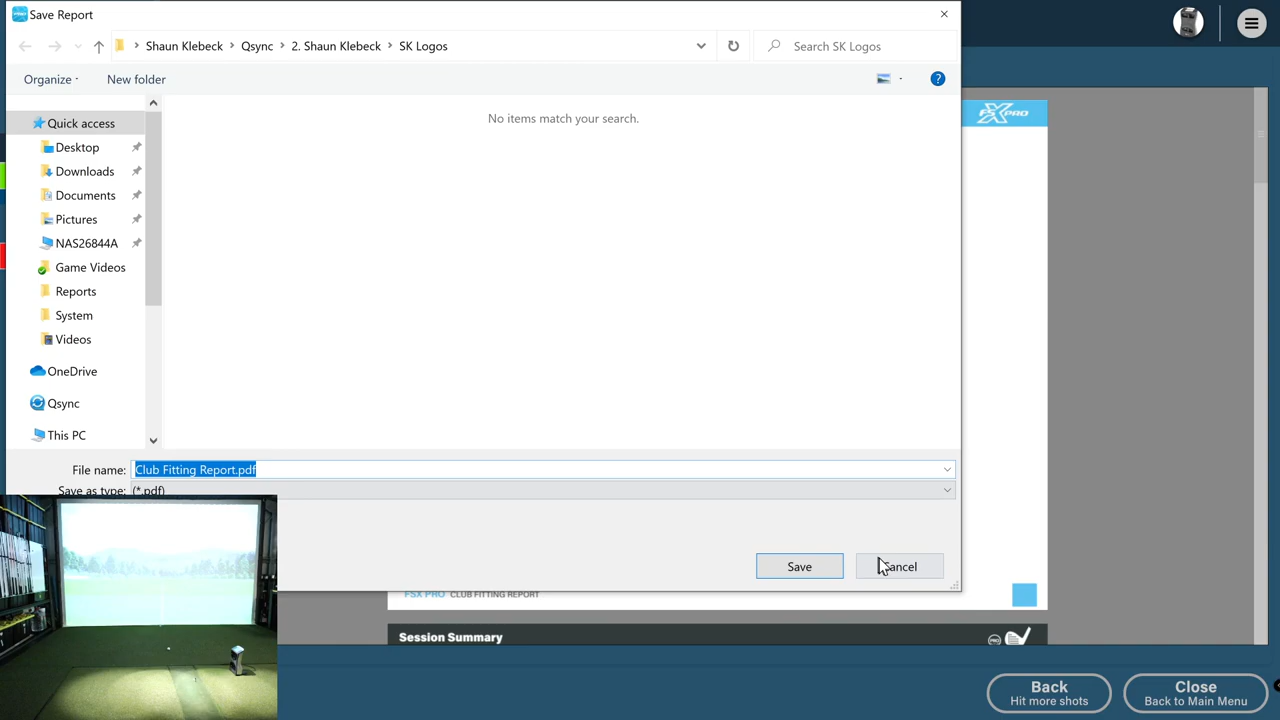 Save Report
Shaun Klebeck
Qsync
2. Shaun Klebeck
SK Logos
Search SK Logos
Organize
New folder
?
No items match your search.
Quick access
Desktop
Downloads
Documents
Pictures
NAS26844A
Game Videos
Reports
System
Videos
OneDrive
Qsync
This PC
File name: Club Fitting Report.pdf
Save as type: (*.pdf)
Save
Cancel
FSX PRO
FSX PRO CLUB FITTING REPORT
Session Summary
PRO
Back
Hit more shots
Close
Back to Main Menu